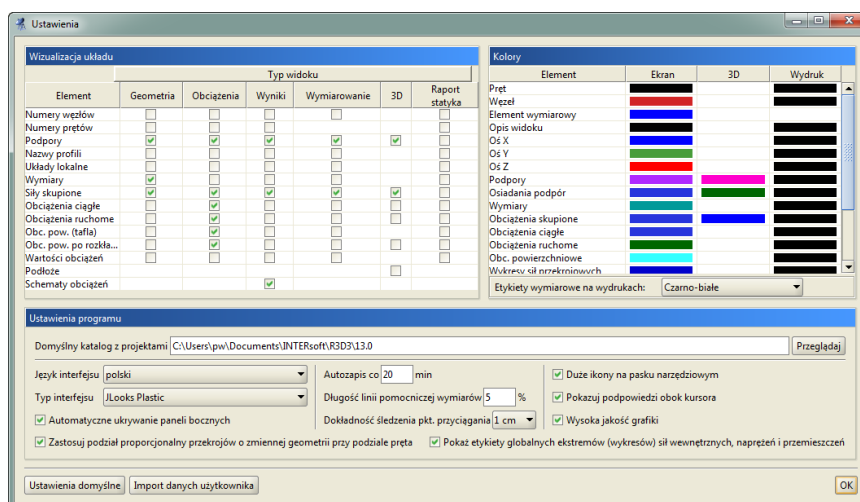 Ustawienia
Wizualizacja układu
Typ widoku
Element Geometria Obciążenia Wyniki Wymiarowanie 3D Raport statyka
Numery węzłów
Numery prętów
Podpory
Nazwy profili
Układy lokalne
Wymiary
Siły skupione
Obciążenia ciągłe
Obciążenia ruchome
Obc. pow. (tafla)
Obc. pow. po rozkła...
Wartości obciążeń
Podłoże
Schematy obciążeń
Kolory
Element Ekran 3D Wydruk
Pręt
Węzeł
Element wymiarowy
Opis widoku
Oś X
Oś Y
Oś Z
Podpory
Osiadania podpór
Wymiary
Obciążenia skupione
Obciążenia ciągłe
Obciążenia ruchome
Obc. powierzchniowe
Wykresy sił przekrojowych
Etykiety wymiarowe na wydrukach: Czarno-białe
Ustawienia programu
Domyślny katalog z projektami C:\Users\pw\Documents\INTERsoft\R3D3\13.0 Przeglądaj
Język interfejsu polski
Typ interfejsu JLooks Plastic
Automatyczne ukrywanie paneli bocznych
Autozapis co 20 min
Długość linii pomocniczej wymiarów 5 %
Dokładność śledzenia pkt. przyciągania 1 cm
Duże ikony na pasku narzędziowym
Pokazuj podpowiedzi obok kursora
Wysoka jakość grafiki
Zastosuj podział proporcjonalny przekrojów o zmiennej geometrii przy podziale pręta
Pokaż etykiety globalnych ekstremów (wykresów) sił wewnętrznych, naprężeń i przemieszczeń
Ustawienia domyślne Import danych użytkownika OK